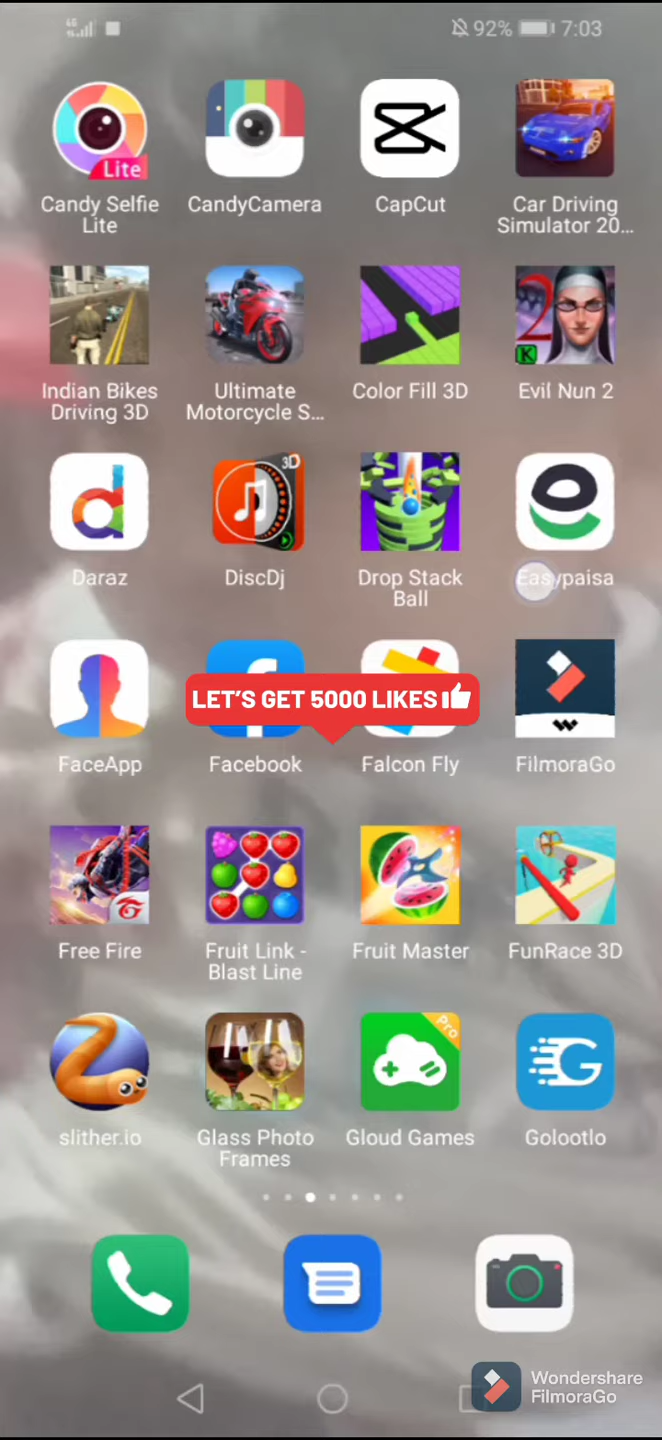 92% 7:03
Lite
Candy Selfie
Lite
CandyCamera
CapCut
Car Driving
Simulator 20...
Indian Bikes
Driving 3D
Ultimate
Motorcycle S...
Color Fill 3D
2
K
Evil Nun 2
d
Daraz
3D
DiscDj
Drop Stack
Ball
e
Easypaisa
LET'S GET 5000 LIKES
FaceApp
Facebook
Falcon Fly
FilmoraGo
Free Fire
Fruit Link -
Blast Line
Fruit Master
FunRace 3D
Pro
G
slither.io
Glass Photo
Frames
Gloud Games
Golootlo
Wondershare
FilmoraGo